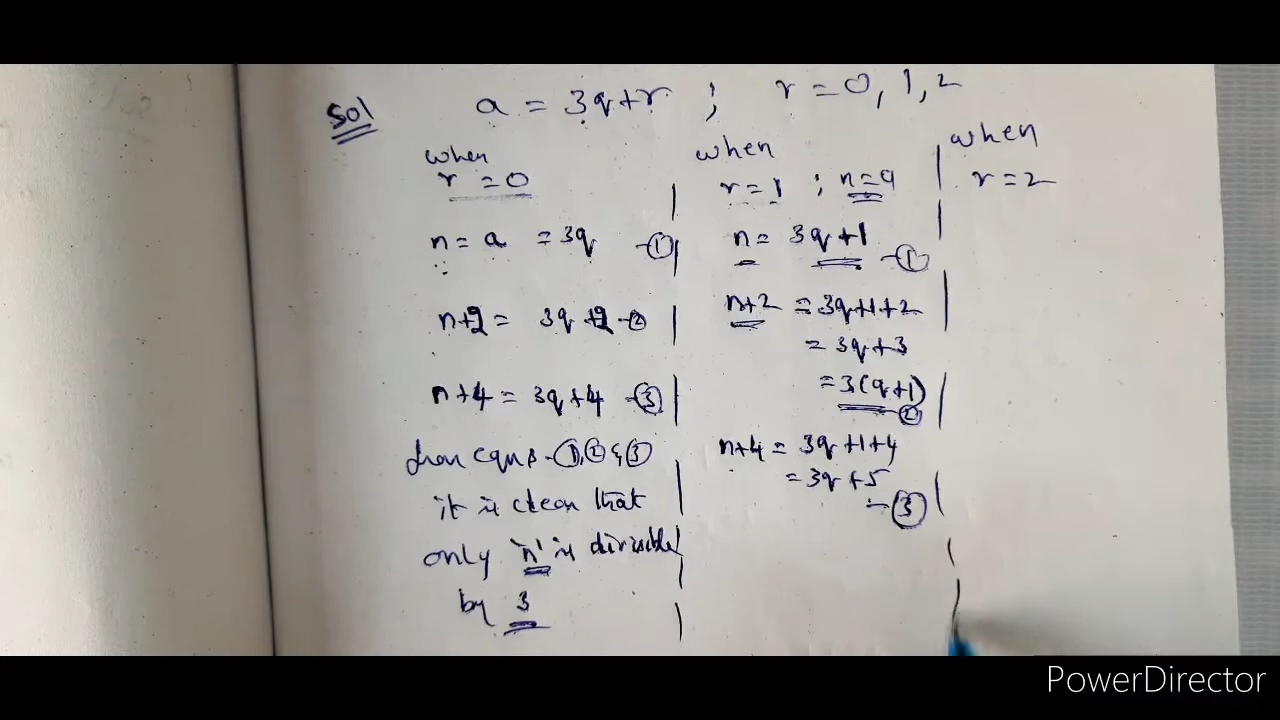 Sol a = 3q+r ; r = 0, 1, 2
when
r = 0
n = a = 3q -①
n+2 = 3q+2 -②
n+4 = 3q+4 -③
from eqns -①,② & ③
it is clear that
only 'n' is divisible
by 3
when
r = 1 ; n = a
n = 3q+1 -①
n+2 = 3q+1+2
= 3q+3
= 3(q+1)
-②
n+4 = 3q+1+4
= 3q+5
-③
when
r = 2
PowerDirector